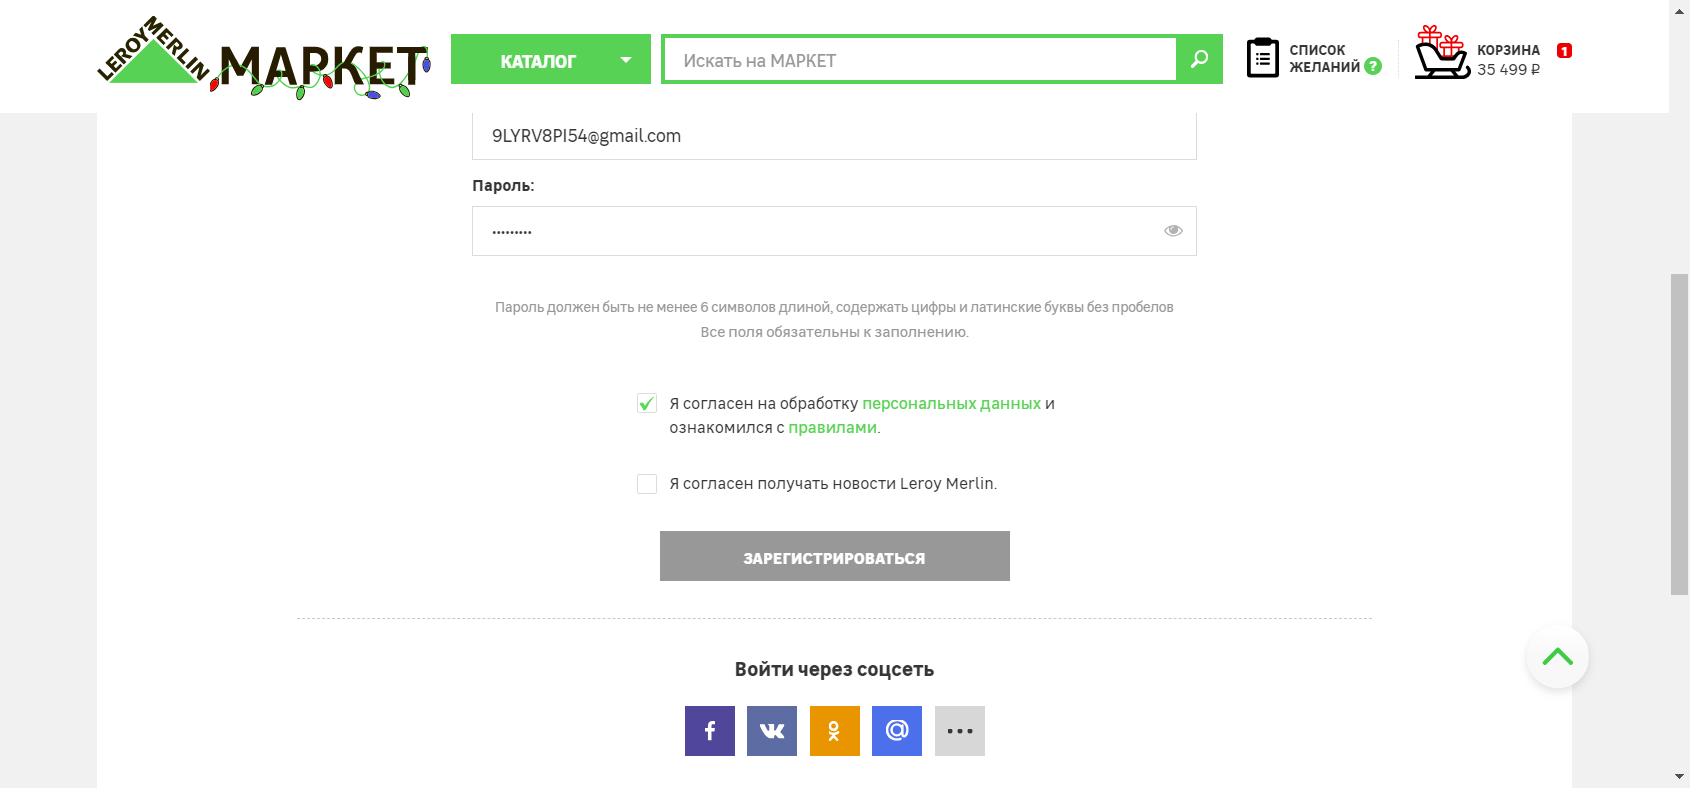 LEROY MERLIN МАРКЕТ
КАТАЛОГ
Искать на МАРКЕТ
СПИСОК
ЖЕЛАНИЙ ?
КОРЗИНА 1
35 499 ₽
9LYRV8PI54@gmail.com
Пароль:
•••••••••
Пароль должен быть не менее 6 символов длиной, содержать цифры и латинские буквы без пробелов
Все поля обязательны к заполнению.
Я согласен на обработку персональных данных и
ознакомился с правилами.
Я согласен получать новости Leroy Merlin.
ЗАРЕГИСТРИРОВАТЬСЯ
Войти через соцсеть